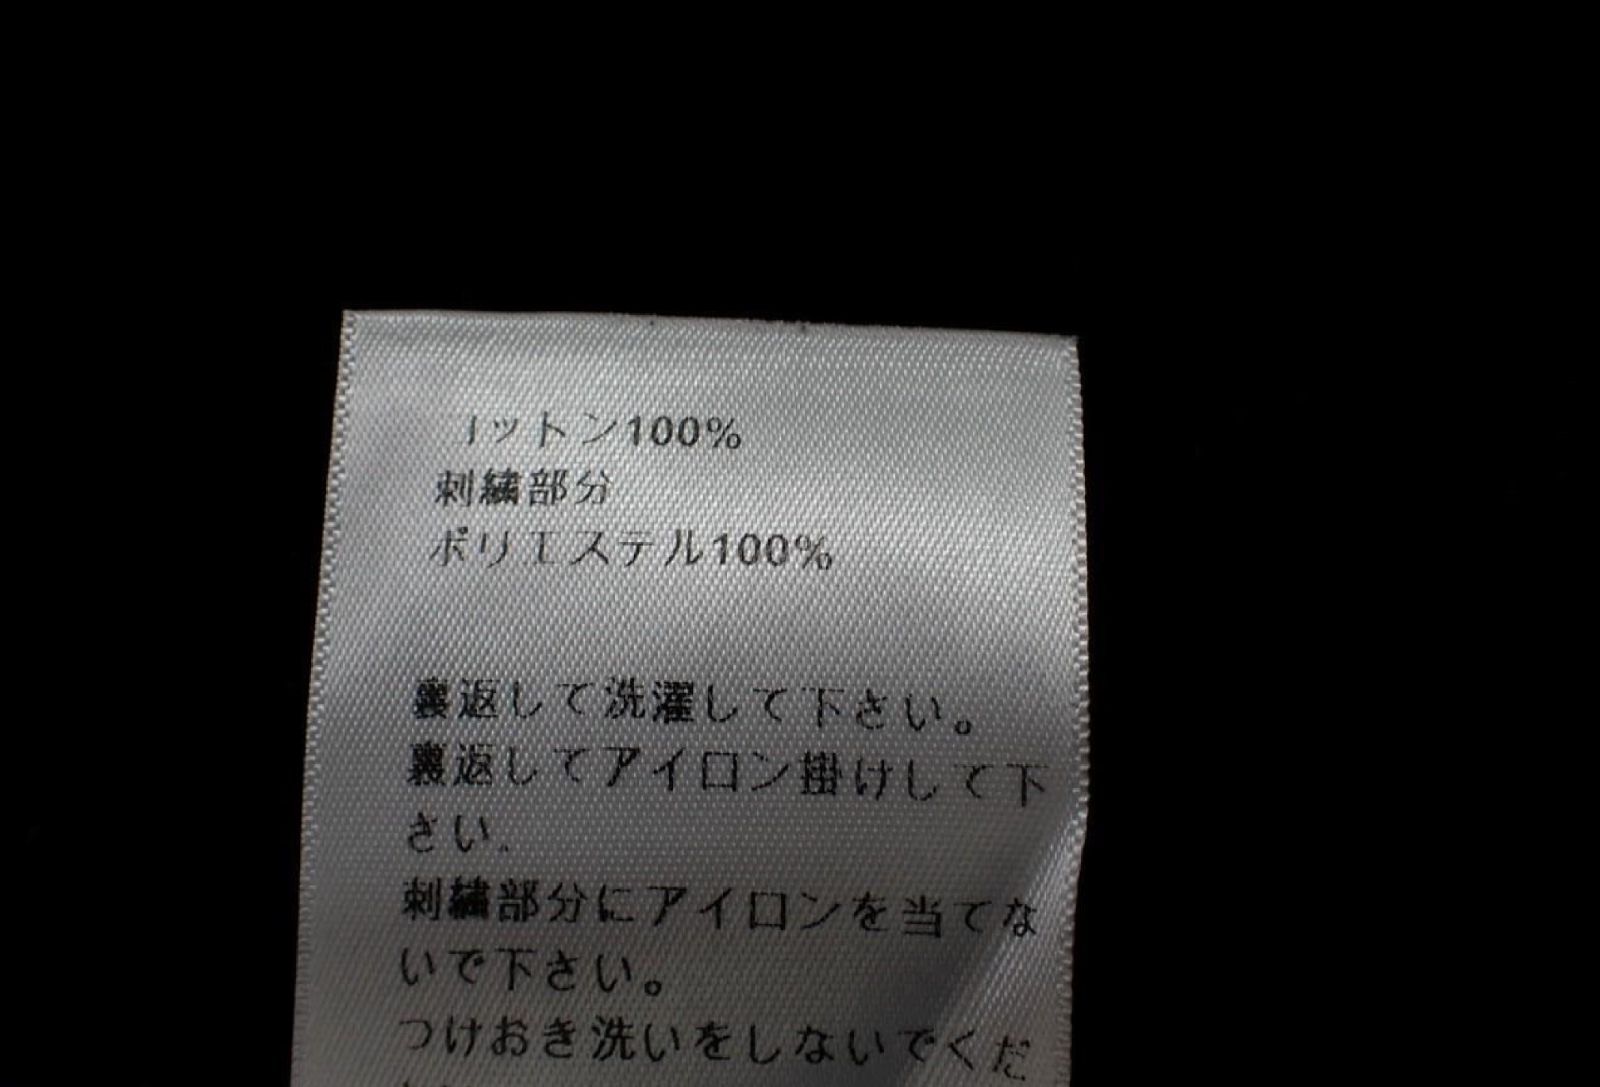 コットン100%
刺繍部分
ポリエステル100%
裏返して洗濯して下さい。
裏返してアイロン掛けして下
さい。
刺繍部分にアイロンを当てな
いで下さい。
つけおき洗いをしないでくだ